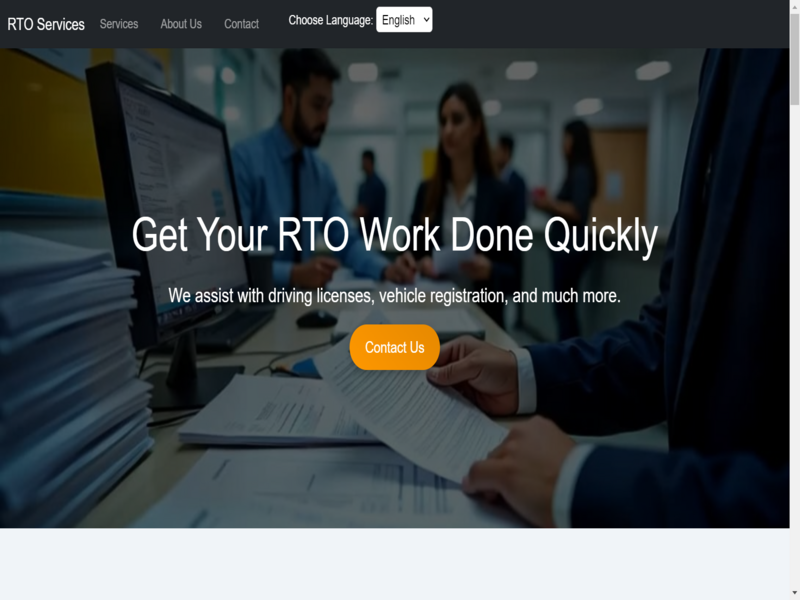 RTO Services Services About Us Contact Choose Language: English
Get Your RTO Work Done Quickly
We assist with driving licenses, vehicle registration, and much more.
Contact Us